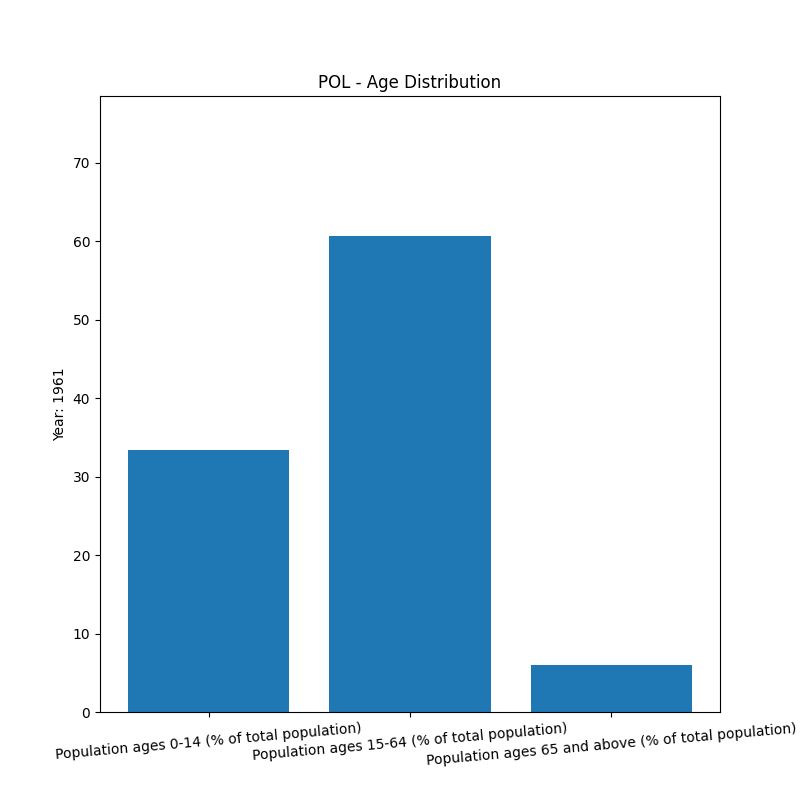 POL - Age Distribution
70
60
50
40
30
20
10
0
Year: 1961
Population ages 0-14 (% of total population)
Population ages 15-64 (% of total population)
Population ages 65 and above (% of total population)